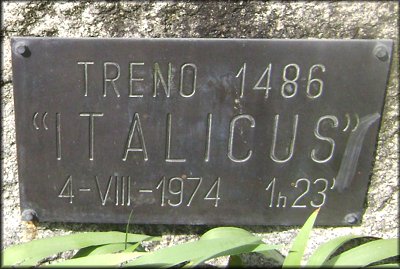 TRENO 1486
"ITALICUS"
4-VIII-1974 1h23'